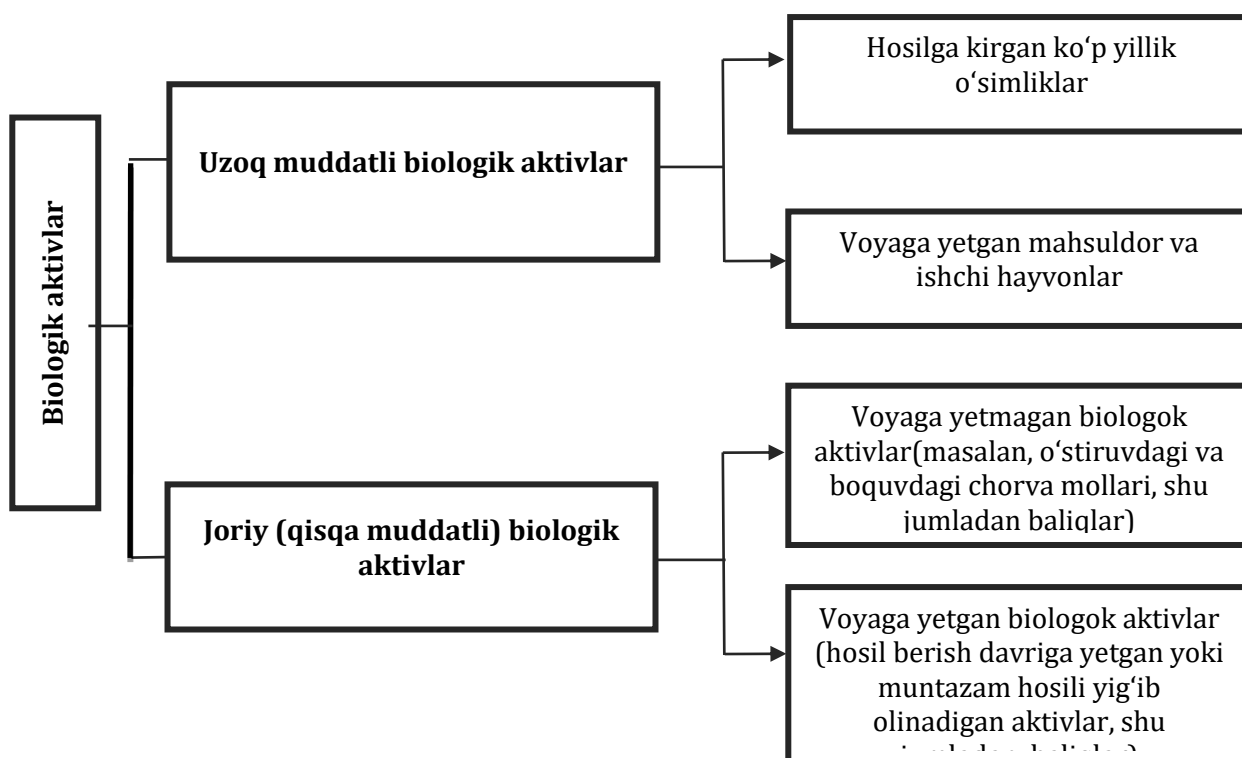 Biologik aktivlar
Uzoq muddatli biologik aktivlar
Hosilga kirgan ko‘p yillik
o‘simliklar
Voyaga yetgan mahsuldor va
ishchi hayvonlar
Joriy (qisqa muddatli) biologik
aktivlar
Voyaga yetmagan biologok
aktivlar(masalan, o‘stiruvdagi va
boquvdagi chorva mollari, shu
jumladan baliqlar)
Voyaga yetgan biologok aktivlar
(hosil berish davriga yetgan yoki
muntazam hosili yig‘ib
olinadigan aktivlar, shu
jumladan baliqlar)